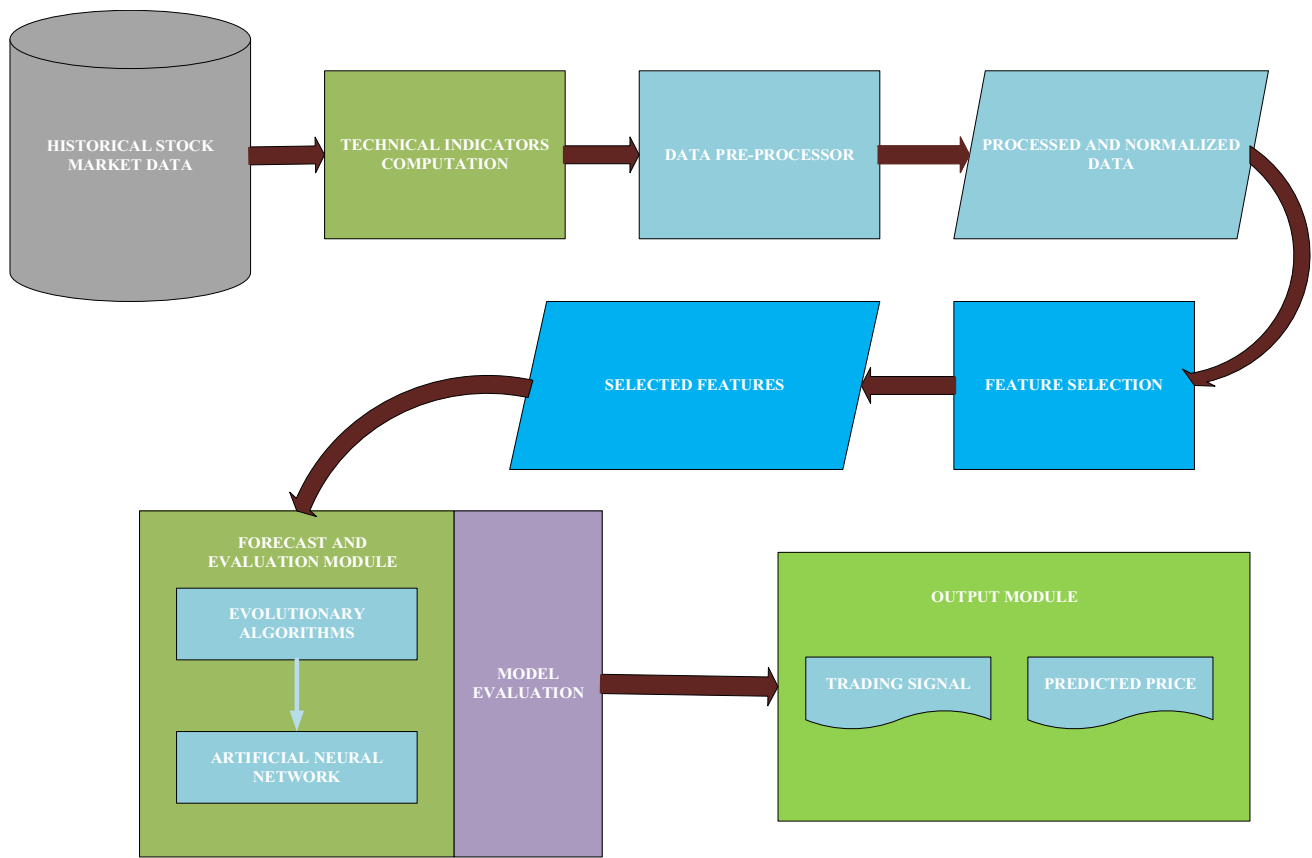 HISTORICAL STOCK
MARKET DATA
TECHNICAL INDICATORS
COMPUTATION
DATA PRE-PROCESSOR
PROCESSED AND NORMALIZED
DATA
SELECTED FEATURES
FEATURE SELECTION
FORECAST AND
EVALUATION MODULE
EVOLUTIONARY
ALGORITHMS
ARTIFICIAL NEURAL
NETWORK
MODEL
EVALUATION
OUTPUT MODULE
TRADING SIGNAL
PREDICTED PRICE